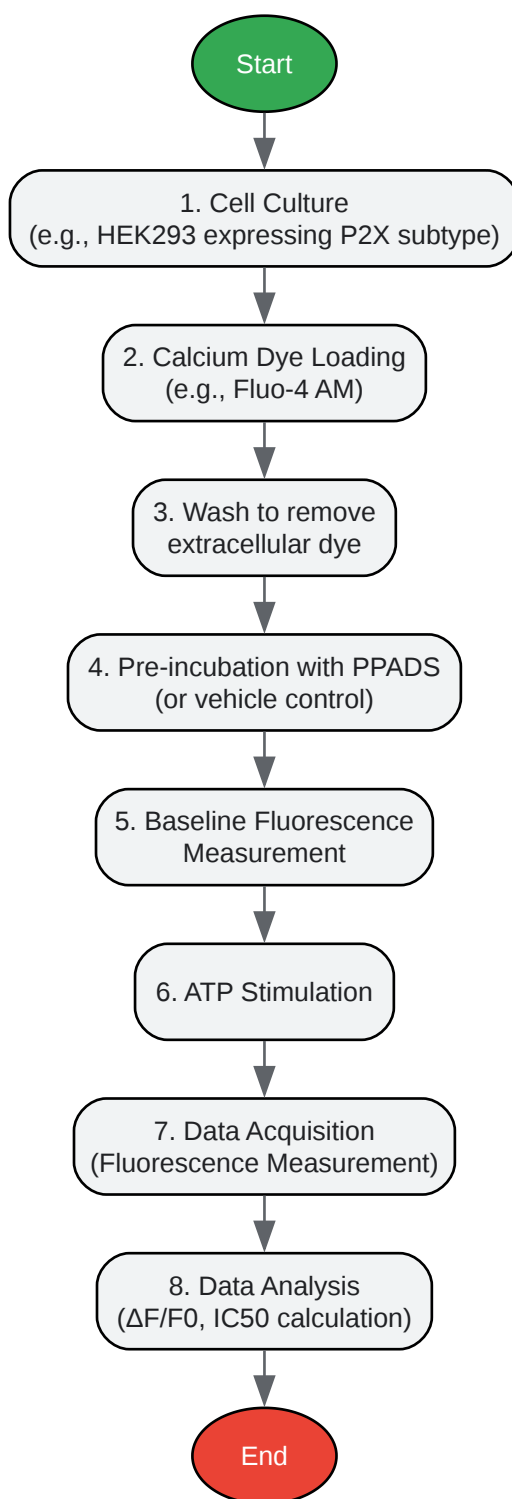 Start
1. Cell Culture
(e.g., HEK293 expressing P2X subtype)
2. Calcium Dye Loading
(e.g., Fluo-4 AM)
3. Wash to remove
extracellular dye
4. Pre-incubation with PPADS
(or vehicle control)
5. Baseline Fluorescence
Measurement
6. ATP Stimulation
7. Data Acquisition
(Fluorescence Measurement)
8. Data Analysis
(ΔF/F0, IC50 calculation)
End